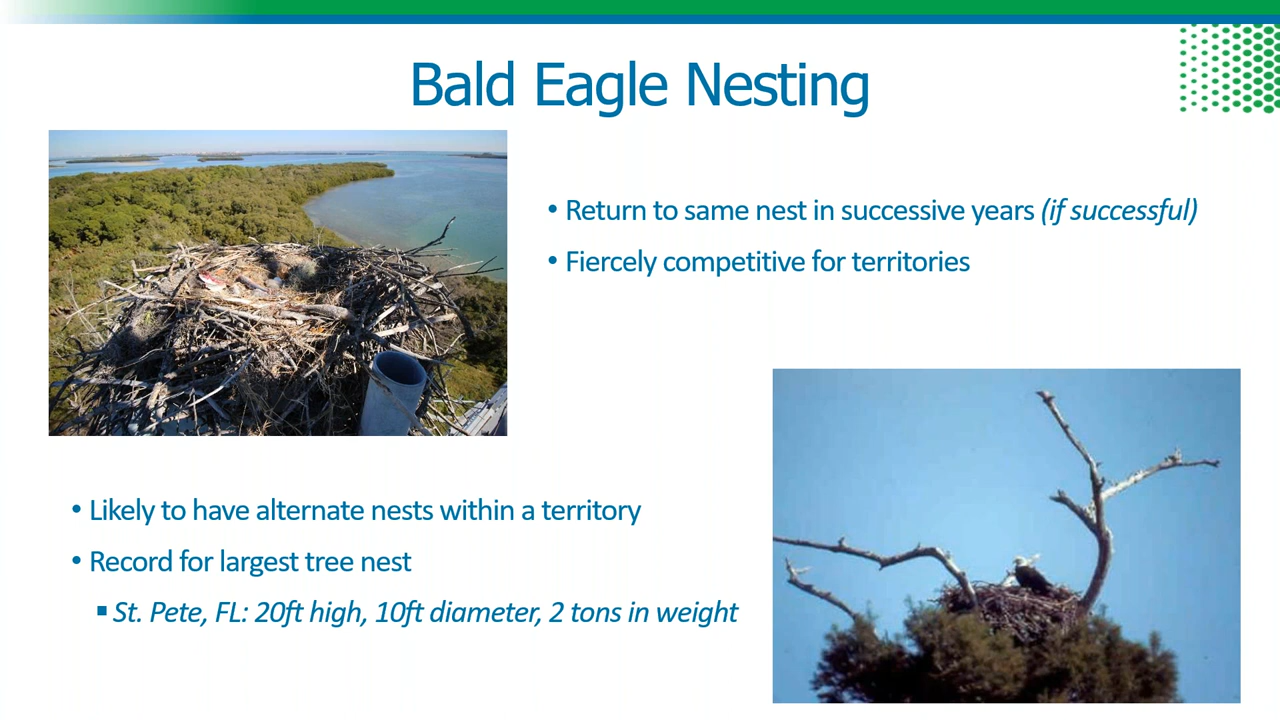 Bald Eagle Nesting
• Return to same nest in successive years (if successful)
• Fiercely competitive for territories
• Likely to have alternate nests within a territory
• Record for largest tree nest
▪ St. Pete, FL: 20ft high, 10ft diameter, 2 tons in weight